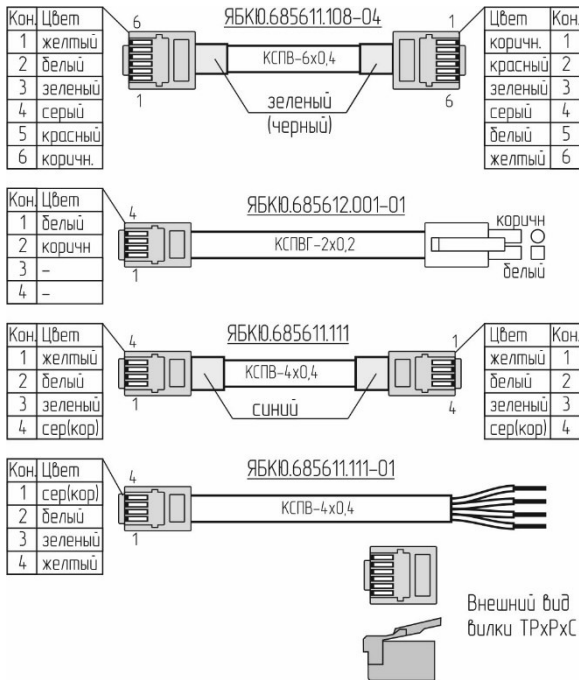 ЯБКЮ.685611.108-04
Кон. Цвет
1 желтый
2 белый
3 зеленый
4 серый
5 красный
6 коричн.
6
1
КСПВ-6х0,4
зеленый
(черный)
1
6
Цвет Кон.
коричн. 1
красный 2
зеленый 3
серый 4
белый 5
желтый 6
ЯБКЮ.685612.001-01
Кон. Цвет
1 белый
2 коричн
3 -
4 -
4
1
КСПВГ-2х0,2
коричн
белый
ЯБКЮ.685611.111
Кон. Цвет
1 желтый
2 белый
3 зеленый
4 сер(кор)
4
1
КСПВ-4х0,4
синий
1
4
Цвет Кон.
желтый 1
белый 2
зеленый 3
сер(кор) 4
ЯБКЮ.685611.111-01
Кон. Цвет
1 сер(кор)
2 белый
3 зеленый
4 желтый
4
1
КСПВ-4х0,4
Внешний вид
вилки ТРхРхС